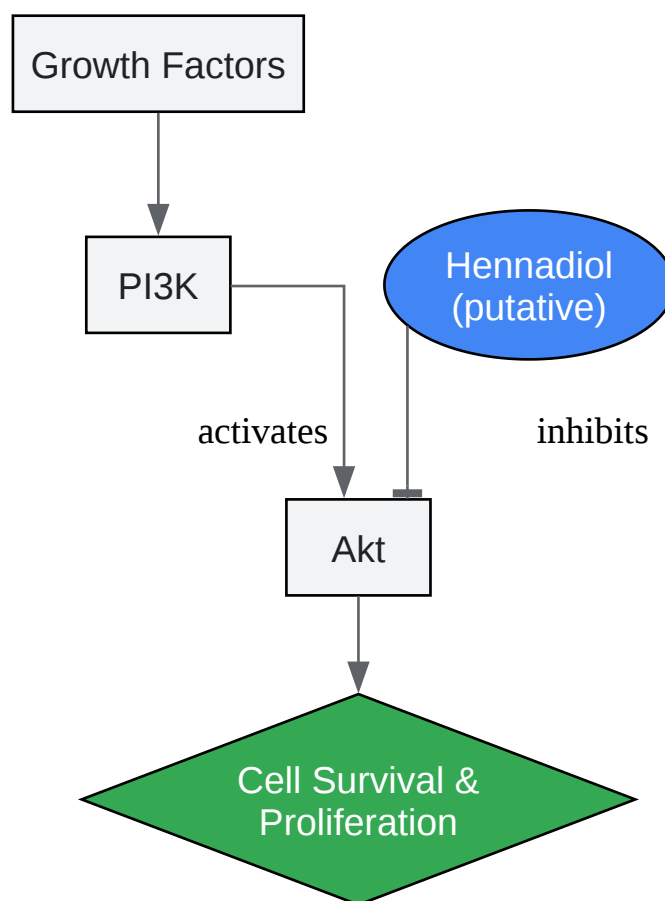 Growth Factors
PI3K
Hennadiol
(putative)
activates
inhibits
Akt
Cell Survival &
Proliferation